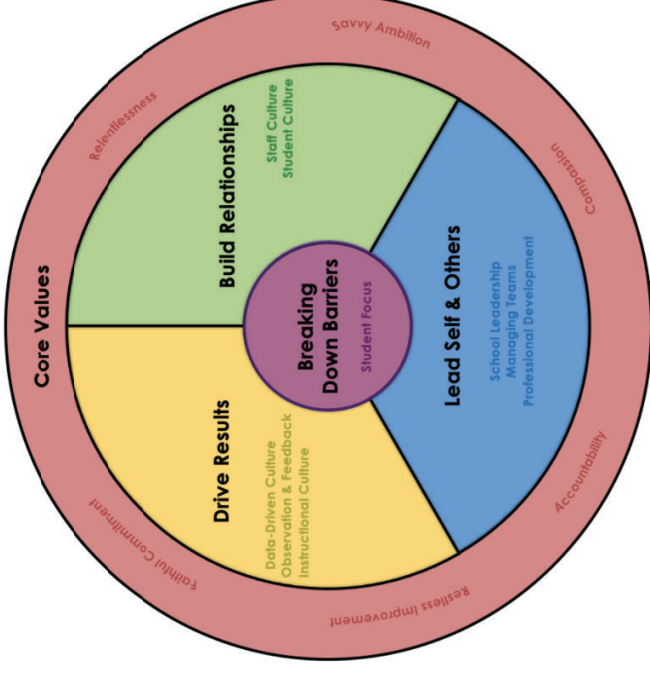 Core Values
Relentlessness
Savvy Ambition
Compassion
Accountability
Restless Improvement
Faithful Commitment
Drive Results
Data-Driven Culture
Observation & Feedback
Instructional Culture
Build Relationships
Staff Culture
Student Culture
Breaking
Down Barriers
Student Focus
Lead Self & Others
School Leadership
Managing Teams
Professional Development